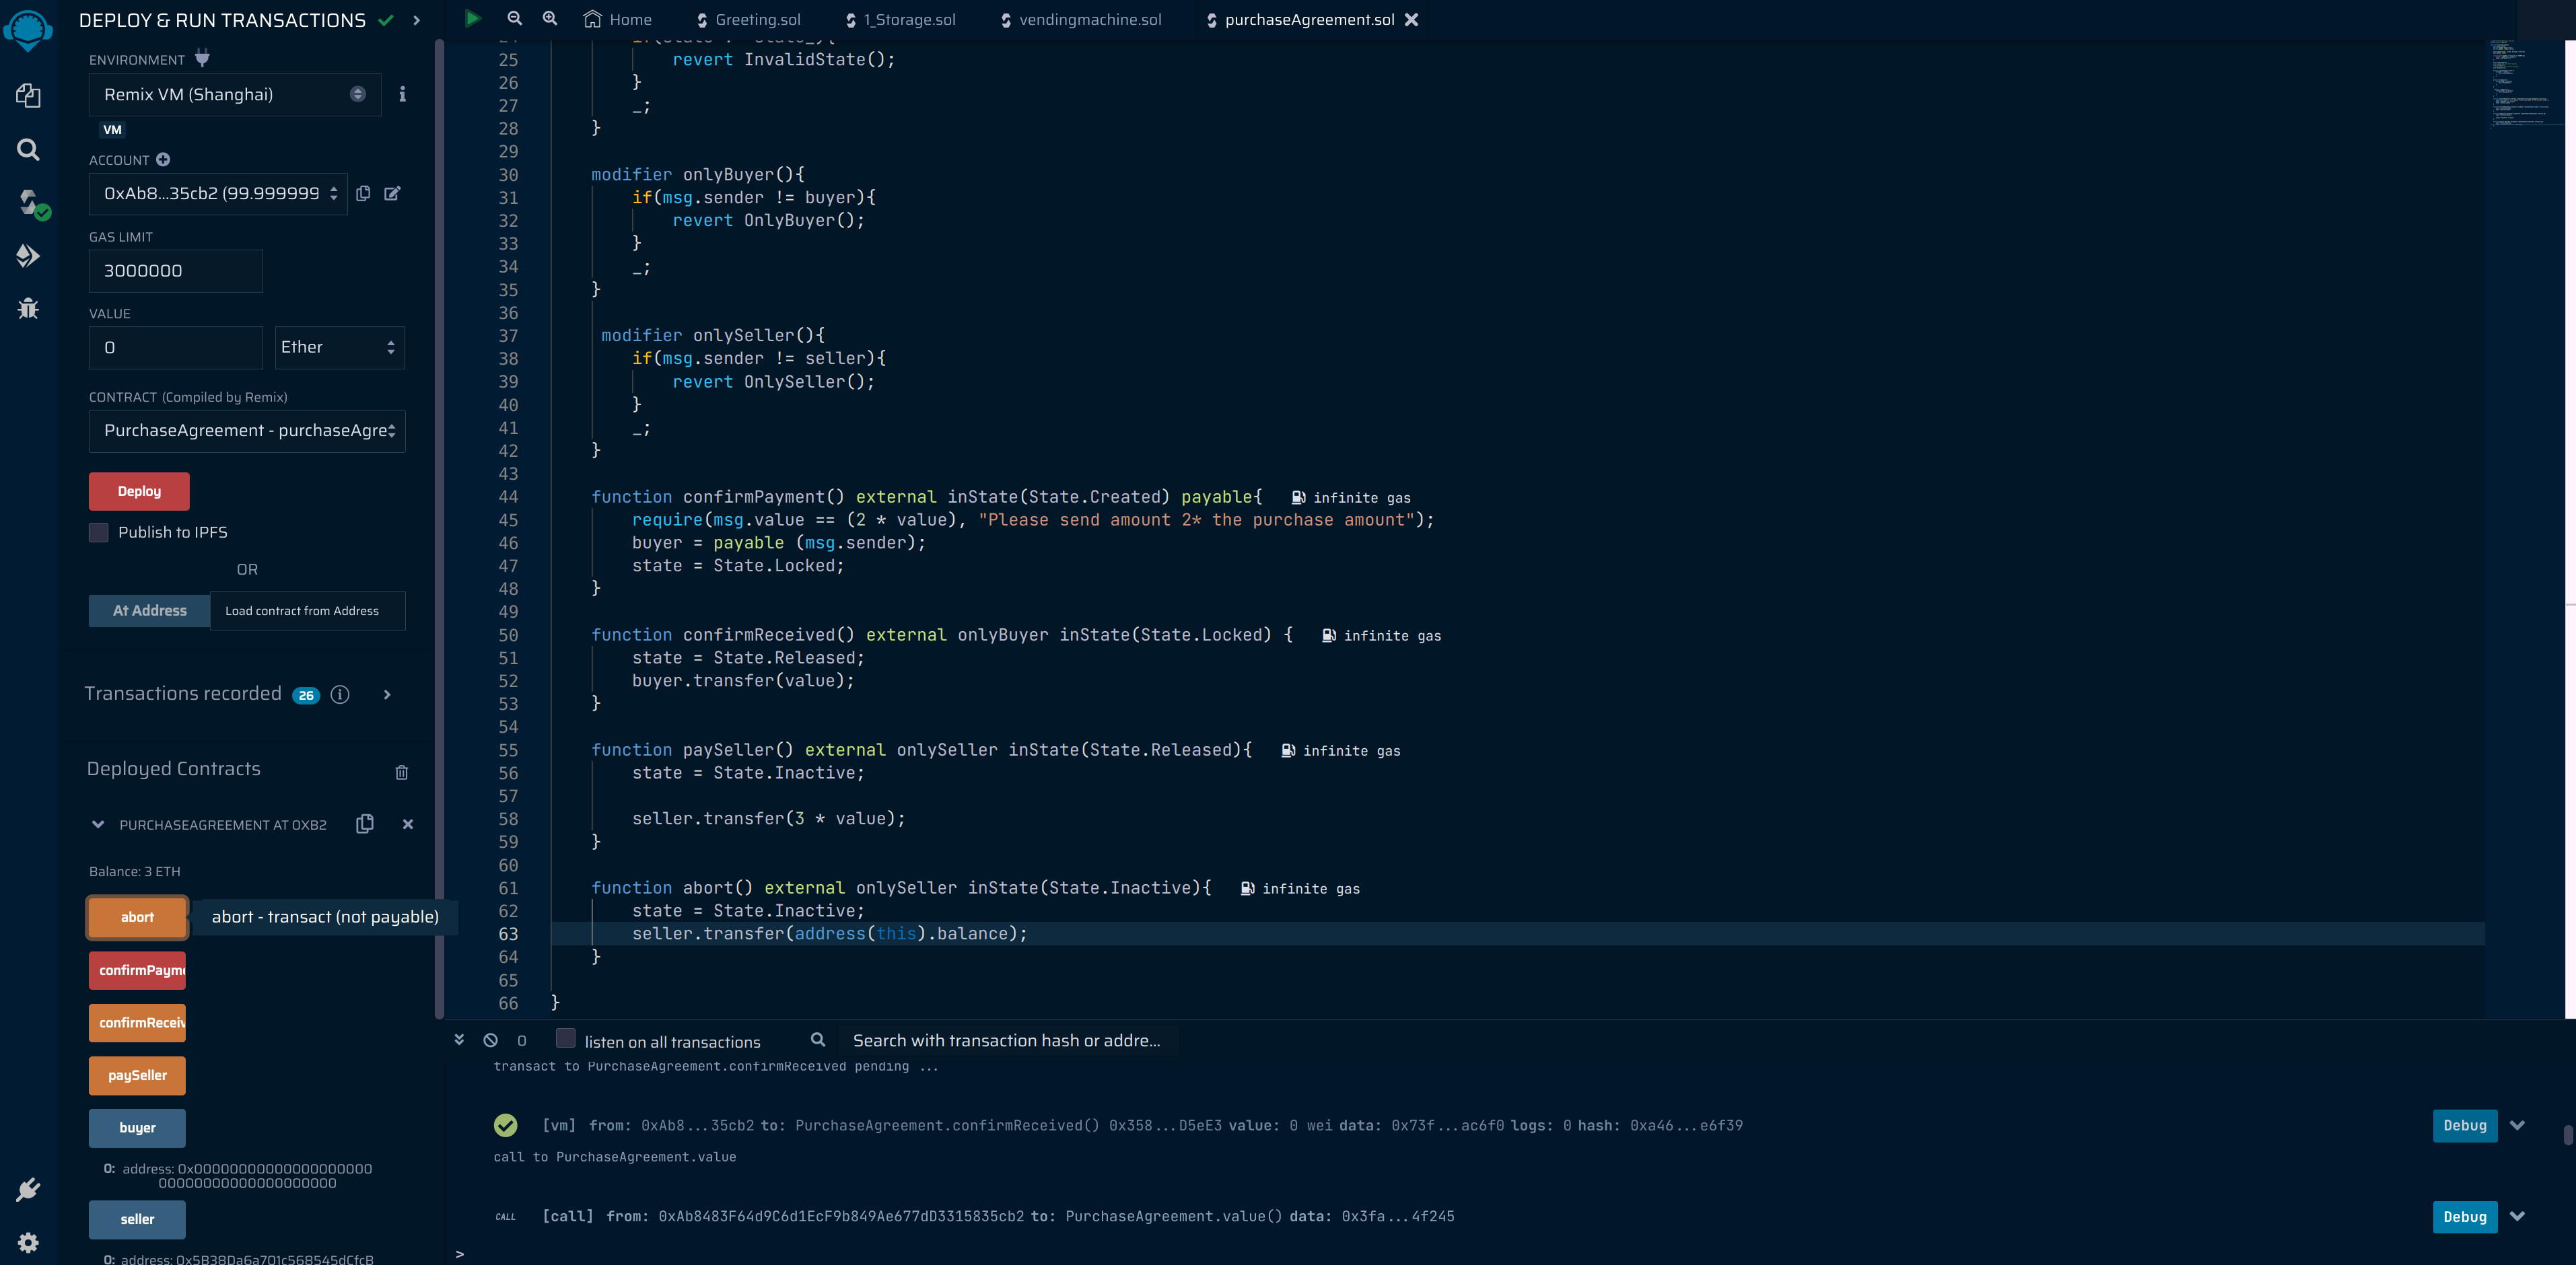 DEPLOY & RUN TRANSACTIONS
ENVIRONMENT
Remix VM (Shanghai)
VM
ACCOUNT
0xAb8...35cb2 (99.999999
GAS LIMIT
3000000
VALUE
0
Ether
CONTRACT (Compiled by Remix)
PurchaseAgreement - purchaseAgre
Deploy
Publish to IPFS
OR
At Address
Load contract from Address
Transactions recorded 26
Deployed Contracts
PURCHASEAGREEMENT AT 0XB2
Balance: 3 ETH
abort
abort - transact (not payable)
confirmPayme
confirmReceiv
paySeller
buyer
0: address: 0x00000000000000000000
00000000000000000000
seller
0: address: 0x5B38Da6a701c568545dCfcB
Home
Greeting.sol
1_Storage.sol
vendingmachine.sol
purchaseAgreement.sol
25 revert InvalidState();
26 }
27 _;
28 }
29
30 modifier onlyBuyer(){
31 if(msg.sender != buyer){
32 revert OnlyBuyer();
33 }
34 _;
35 }
36
37 modifier onlySeller(){
38 if(msg.sender != seller){
39 revert OnlySeller();
40 }
41 _;
42 }
43
44 function confirmPayment() external inState(State.Created) payable{ infinite gas
45 require(msg.value == (2 * value), "Please send amount 2* the purchase amount");
46 buyer = payable (msg.sender);
47 state = State.Locked;
48 }
49
50 function confirmReceived() external onlyBuyer inState(State.Locked) { infinite gas
51 state = State.Released;
52 buyer.transfer(value);
53 }
54
55 function paySeller() external onlySeller inState(State.Released){ infinite gas
56 state = State.Inactive;
57
58 seller.transfer(3 * value);
59 }
60
61 function abort() external onlySeller inState(State.Inactive){ infinite gas
62 state = State.Inactive;
63 seller.transfer(address(this).balance);
64 }
65
66 }
0 listen on all transactions
Search with transaction hash or addre...
transact to PurchaseAgreement.confirmReceived pending ...
[vm] from: 0xAb8...35cb2 to: PurchaseAgreement.confirmReceived() 0x358...D5eE3 value: 0 wei data: 0x73f...ac6f0 logs: 0 hash: 0xa46...e6f39
Debug
call to PurchaseAgreement.value
CALL [call] from: 0xAb8483F64d9C6d1EcF9b849Ae677dD3315835cb2 to: PurchaseAgreement.value() data: 0x3fa...4f245
Debug
>